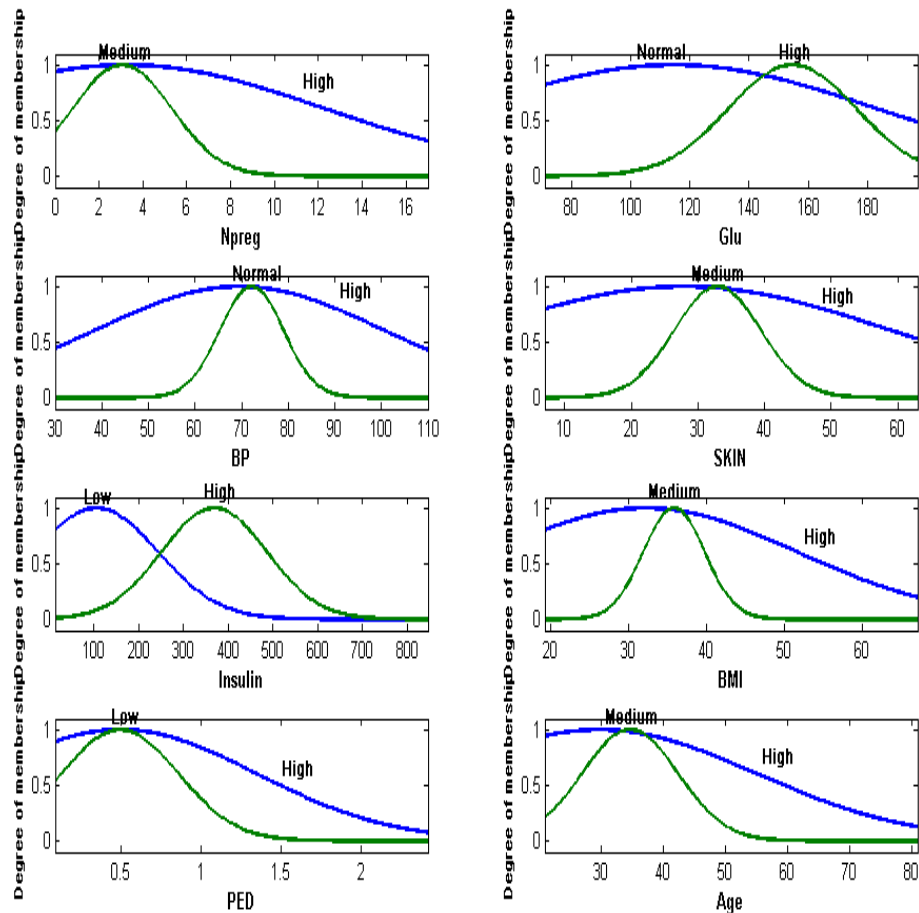 Degree of membership
Medium
High
1
0.5
0
0 2 4 6 8 10 12 14 16
Npreg
Degree of membership
Normal
High
1
0.5
0
80 100 120 140 160 180
Glu
Degree of membership
Normal
High
1
0.5
0
30 40 50 60 70 80 90 100 110
BP
Degree of membership
Medium
High
1
0.5
0
10 20 30 40 50 60
SKIN
Degree of membership
Low
High
1
0.5
0
100 200 300 400 500 600 700 800
Insulin
Degree of membership
Medium
High
1
0.5
0
20 30 40 50 60
BMI
Degree of membership
Low
High
1
0.5
0
0.5 1 1.5 2
PED
Degree of membership
Medium
High
1
0.5
0
30 40 50 60 70 80
Age